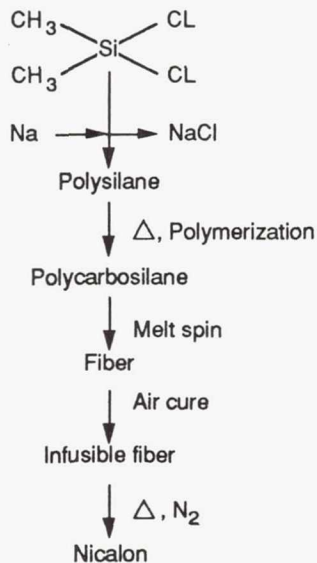 CH3 CL
Si
CH3 CL
Na NaCl
Polysilane
△, Polymerization
Polycarbosilane
Melt spin
Fiber
Air cure
Infusible fiber
△, N2
Nicalon